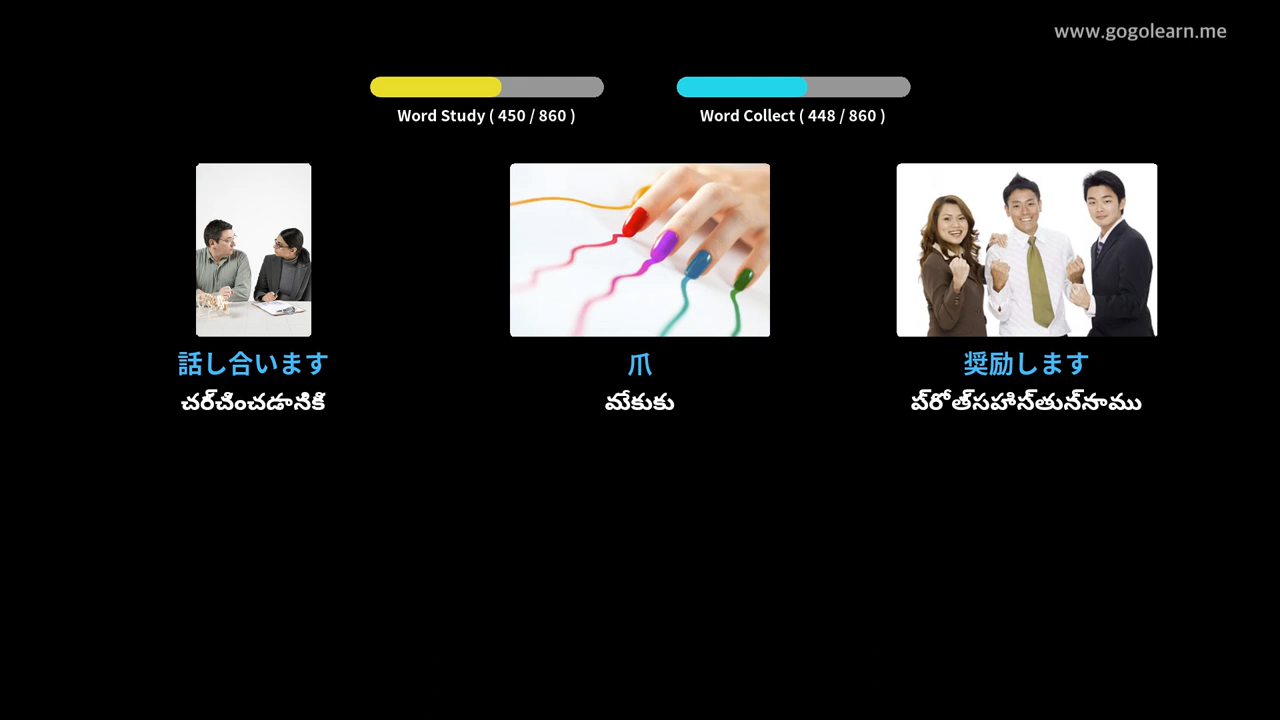 www.gogolearn.me
Word Study ( 450 / 860 )
Word Collect ( 448 / 860 )
話し合います
爪
奨励します
చర్‌చించడానికి
మేకుకు
ప్‌రోత్‌సహిస్‌తున్‌నాము